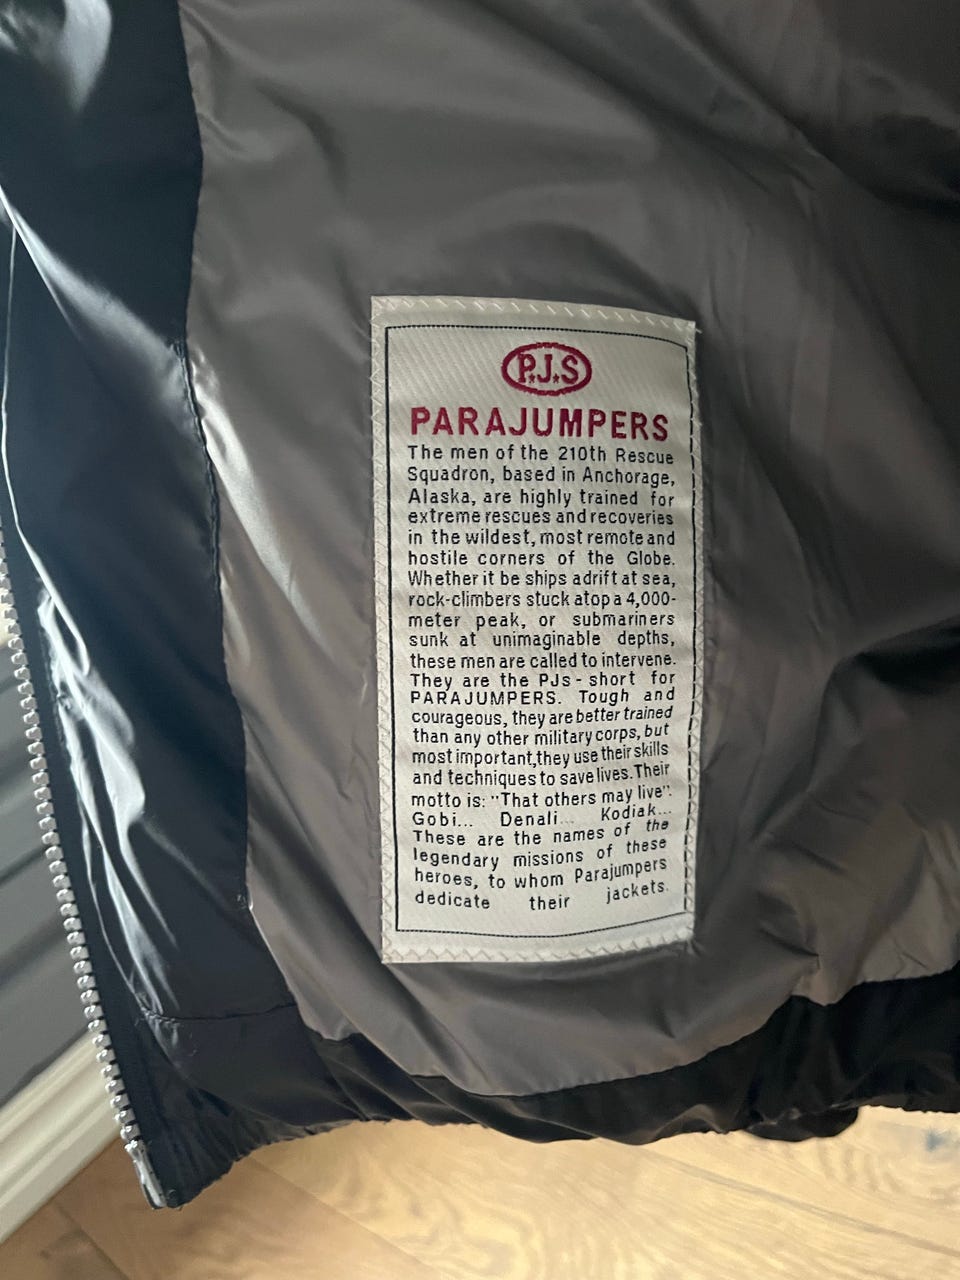 P.J.S
PARAJUMPERS
The men of the 210th Rescue
Squadron, based in Anchorage,
Alaska, are highly trained for
extreme rescues and recoveries
in the wildest, most remote and
hostile corners of the Globe.
Whether it be ships adrift at sea,
rock-climbers stuck atop a 4,000-
meter peak, or submariners
sunk at unimaginable depths,
these men are called to intervene.
They are the PJs - short for
PARAJUMPERS. Tough and
courageous, they are better trained
than any other military corps, but
most important,they use their skills
and techniques to save lives.Their
motto is: "That others may live".
Gobi... Denali... Kodiak...
These are the names of the
legendary missions of these
heroes, to whom Parajumpers
dedicate their jackets.